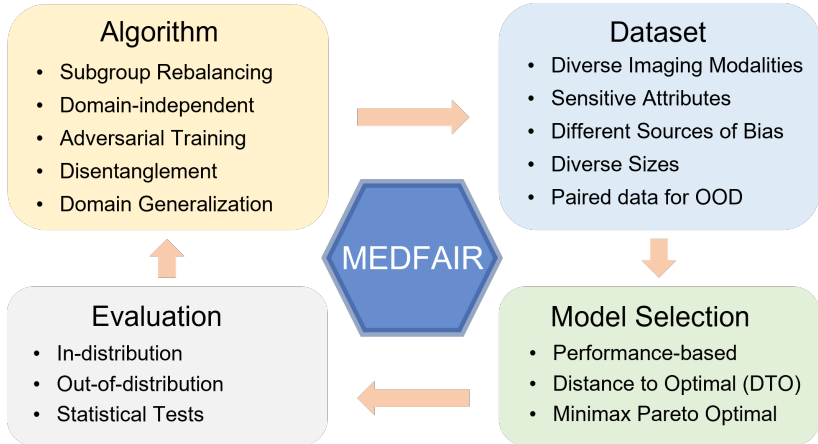 Algorithm
• Subgroup Rebalancing
• Domain-independent
• Adversarial Training
• Disentanglement
• Domain Generalization
Dataset
• Diverse Imaging Modalities
• Sensitive Attributes
• Different Sources of Bias
• Diverse Sizes
• Paired data for OOD
MEDFAIR
Evaluation
• In-distribution
• Out-of-distribution
• Statistical Tests
Model Selection
• Performance-based
• Distance to Optimal (DTO)
• Minimax Pareto Optimal